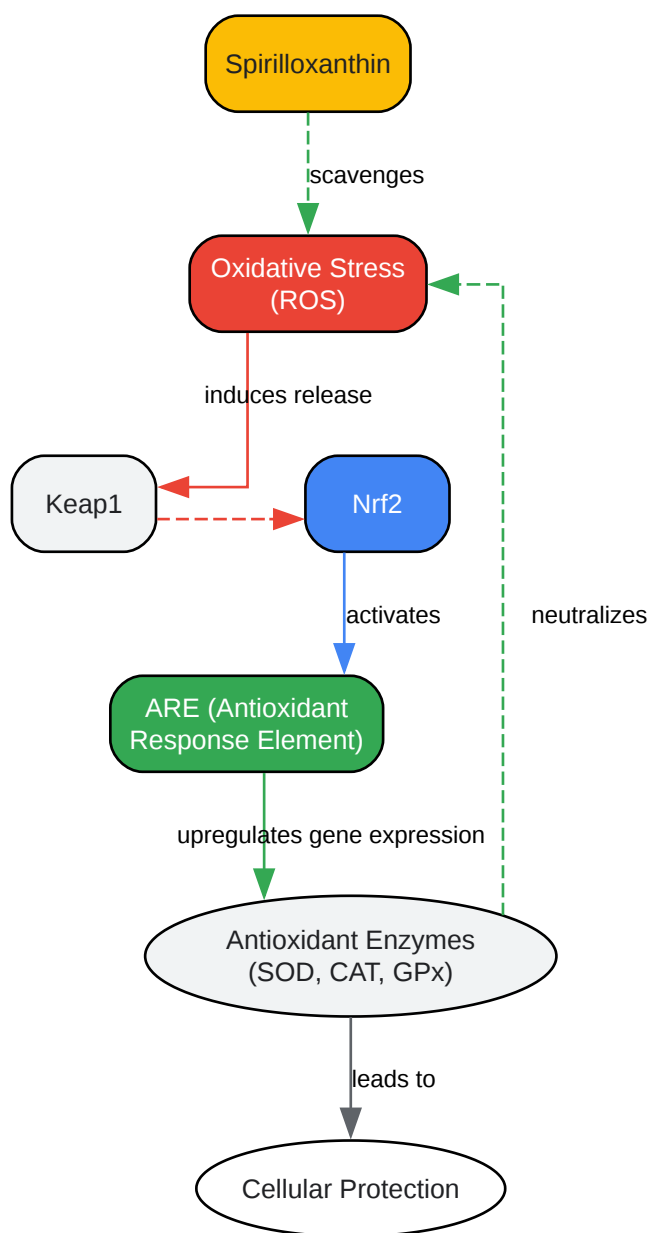 Spirilloxanthin
scavenges
Oxidative Stress
(ROS)
induces release
Keap1
Nrf2
activates
neutralizes
ARE (Antioxidant
Response Element)
upregulates gene expression
Antioxidant Enzymes
(SOD, CAT, GPx)
leads to
Cellular Protection